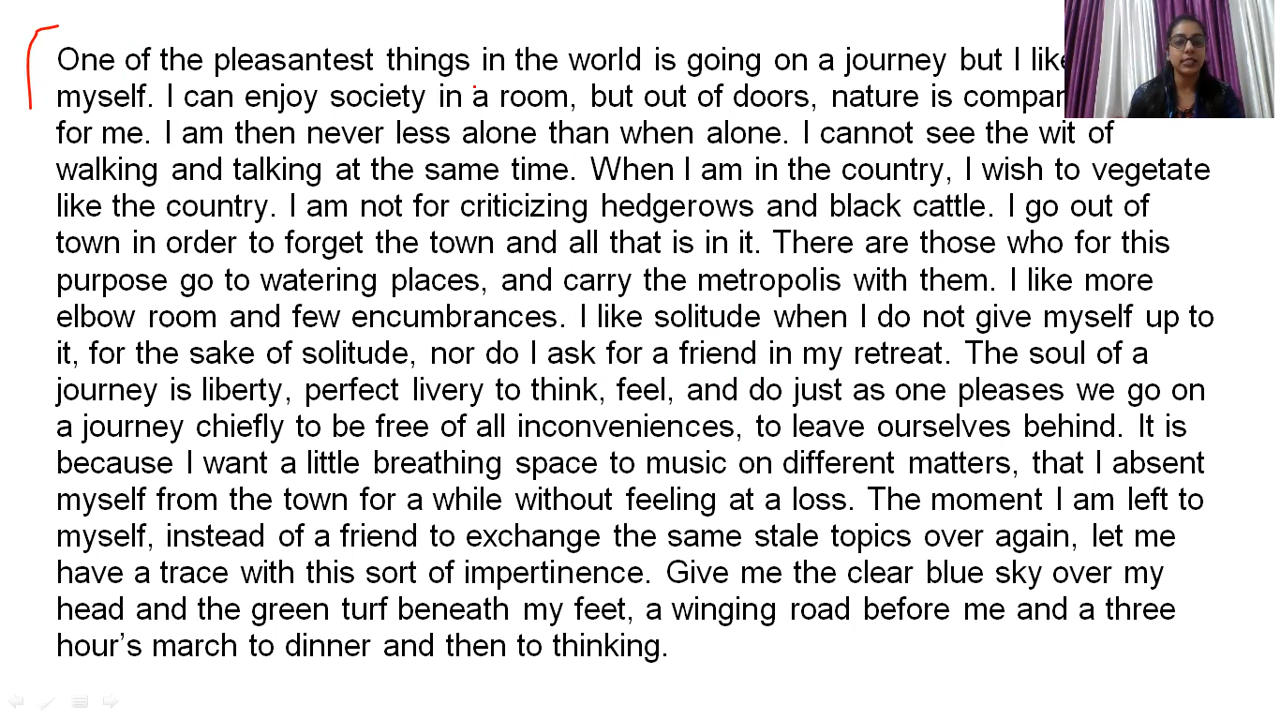 One of the pleasantest things in the world is going on a journey but I like
myself. I can enjoy society in a room, but out of doors, nature is
for me. I am then never less alone than when alone. I cannot see the wit of
walking and talking at the same time. When I am in the country, I wish to vegetate
like the country. I am not for criticizing hedgerows and black cattle. I go out of
town in order to forget the town and all that is in it. There are those who for this
purpose go to watering places, and carry the metropolis with them. I like more
elbow room and few encumbrances. I like solitude when I do not give myself up to
it, for the sake of solitude, nor do I ask for a friend in my retreat. The soul of a
journey is liberty, perfect livery to think, feel, and do just as one pleases we go on
a journey chiefly to be free of all inconveniences, to leave ourselves behind. It is
because I want a little breathing space to music on different matters, that I absent
myself from the town for a while without feeling at a loss. The moment I am left to
myself, instead of a friend to exchange the same stale topics over again, let me
have a trace with this sort of impertinence. Give me the clear blue sky over my
head and the green turf beneath my feet, a winging road before me and a three
hour's march to dinner and then to thinking.